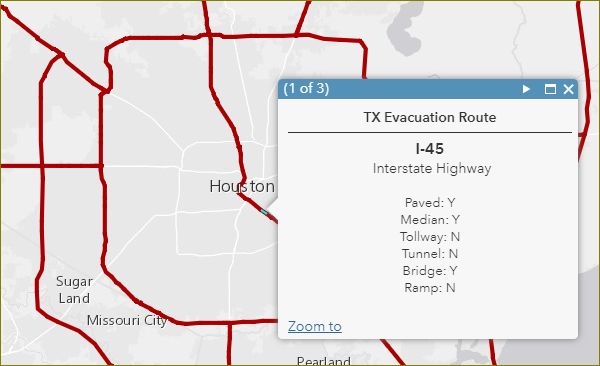 (1 of 3)
TX Evacuation Route
I-45
Interstate Highway
Paved: Y
Median: Y
Tollway: N
Tunnel: N
Bridge: Y
Ramp: N
Zoom to
Houston
Sugar
Land
Missouri City
Pearland